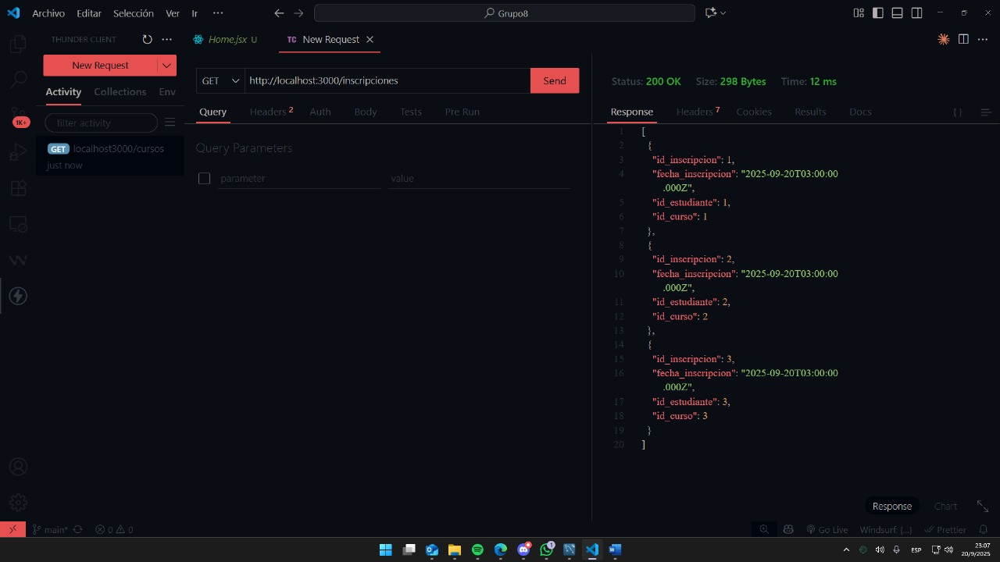 Archivo Editar Selección Ver Ir ···
Grupo8
THUNDER CLIENT
Home.jsx U
TC New Request
New Request
GET http://localhost:3000/inscripciones Send
Status: 200 OK Size: 298 Bytes Time: 12 ms
Activity Collections Env
Query Headers 2 Auth Body Tests Pre Run
Response Headers 7 Cookies Results Docs { }
filter activity
1K+
GET localhost3000/cursos
just now
Query Parameters
parameter value
1 [
2 {
3 "id_inscripcion": 1,
4 "fecha_inscripcion": "2025-09-20T03:00:00
.000Z",
5 "id_estudiante": 1,
6 "id_curso": 1
7 },
8 {
9 "id_inscripcion": 2,
10 "fecha_inscripcion": "2025-09-20T03:00:00
.000Z",
11 "id_estudiante": 2,
12 "id_curso": 2
13 },
14 {
15 "id_inscripcion": 3,
16 "fecha_inscripcion": "2025-09-20T03:00:00
.000Z",
17 "id_estudiante": 3,
18 "id_curso": 3
19 }
20 ]
Response Chart
main* 0 0 Go Live Windsurf: {...} Prettier
1
ESP
23:07
20/9/2025